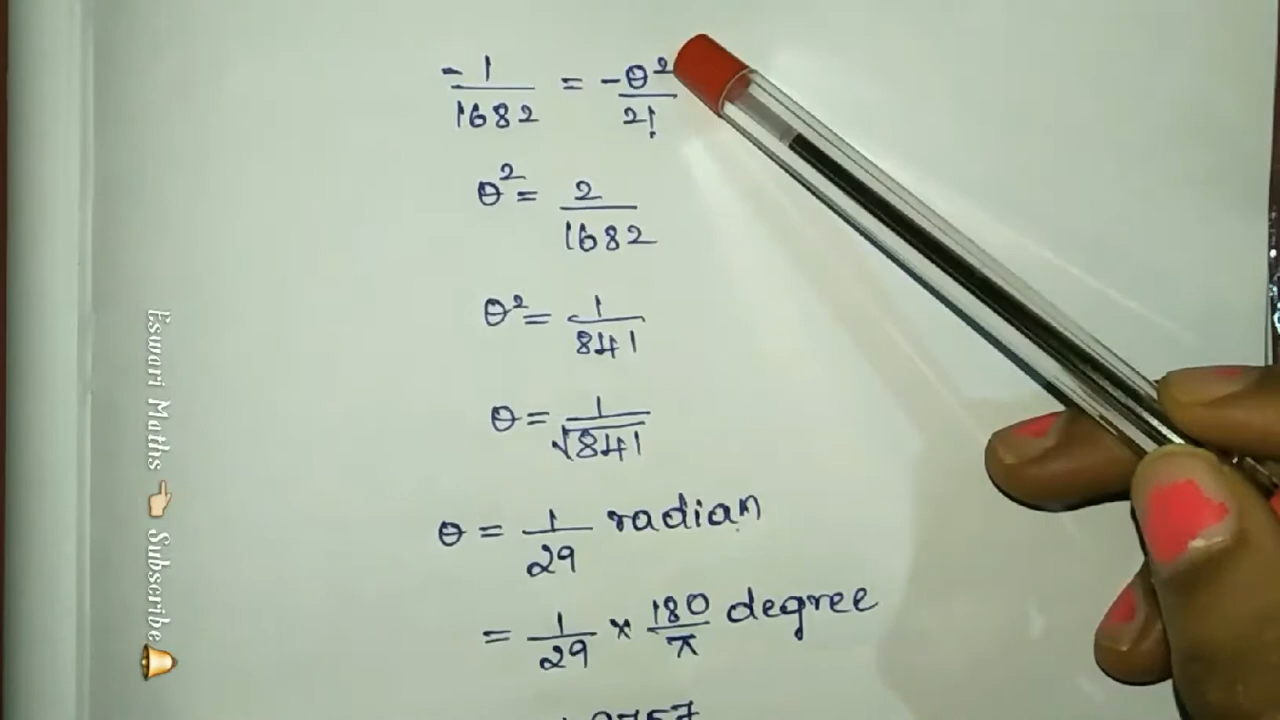 -1/1682 = -θ²/2!
θ² = 2/1682
θ² = 1/841
θ = 1/√841
θ = 1/29 radian
= 1/29 × 180/π degree
Eswari Maths 👈🏻 Subscribe🔔